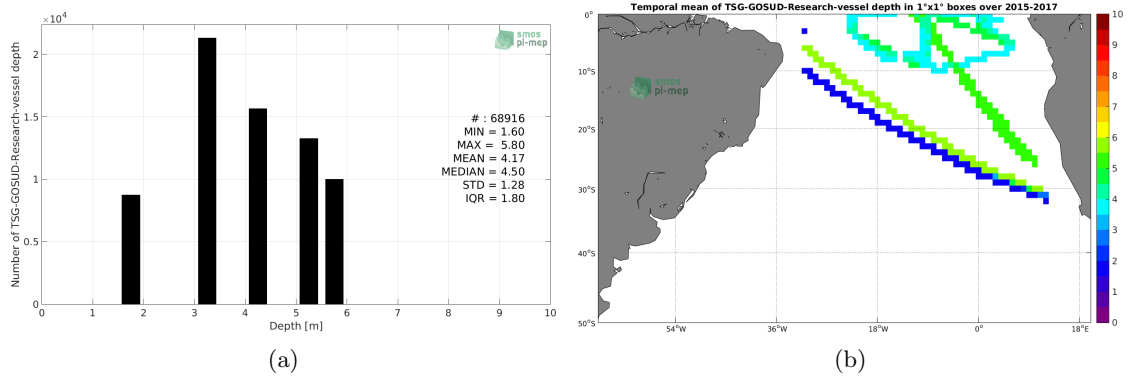 ×10⁴
2
1.5
1
0.5
0
Number of TSG-GOSUD-Research-vessel depth
smos
pi-mep
# : 68916
MIN = 1.60
MAX = 5.80
MEAN = 4.17
MEDIAN = 4.50
STD = 1.28
IQR = 1.80
0 1 2 3 4 5 6 7 8 9 10
Depth [m]
(a)
Temporal mean of TSG-GOSUD-Research-vessel depth in 1°x1° boxes over 2015-2017
smos
pi-mep
0°
10°S
20°S
30°S
40°S
50°S
54°W 36°W 18°W 0° 18°E
10
9
8
7
6
5
4
3
2
1
0
(b)